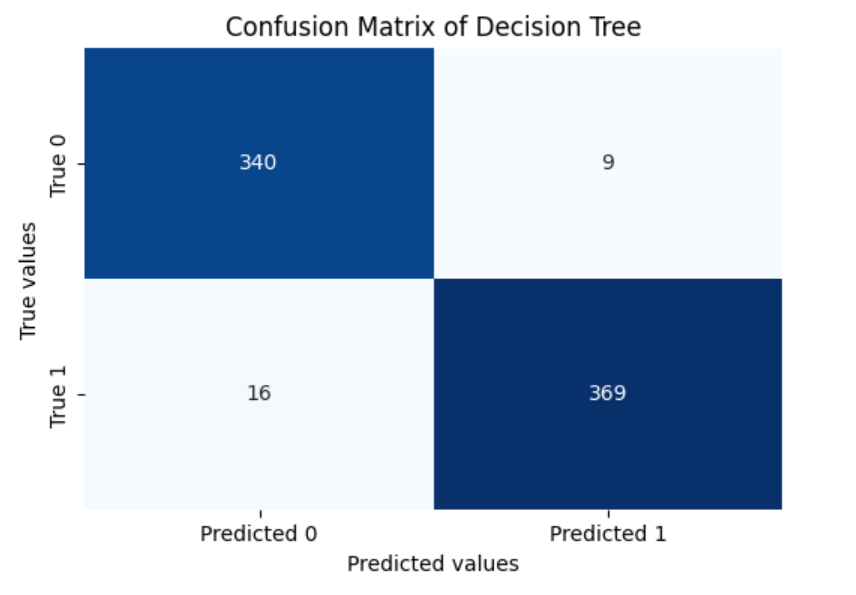 Confusion Matrix of Decision Tree
True 0
340
9
True values
True 1
16
369
Predicted 0
Predicted 1
Predicted values